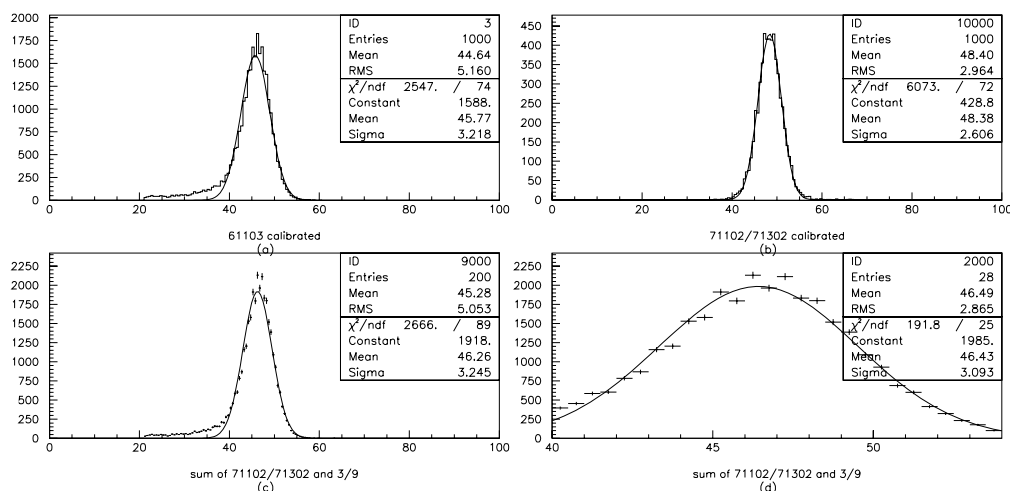 2000
1750
1500
1250
1000
750
500
250
0
0 20 40 60 80 100
ID 3
Entries 1000
Mean 44.64
RMS 5.160
χ²/ndf 2547. / 74
Constant 1588.
Mean 45.77
Sigma 3.218
61103 calibrated
(a)
450
400
350
300
250
200
150
100
50
0
0 20 40 60 80 100
ID 10000
Entries 1000
Mean 48.40
RMS 2.964
χ²/ndf 6073. / 72
Constant 428.8
Mean 48.38
Sigma 2.606
71102/71302 calibrated
(b)
2250
2000
1750
1500
1250
1000
750
500
250
0
0 20 40 60 80 100
ID 9000
Entries 200
Mean 45.28
RMS 5.053
χ²/ndf 2666. / 89
Constant 1918.
Mean 46.26
Sigma 3.245
sum of 71102/71302 and 3/9
(c)
2250
2000
1750
1500
1250
1000
750
500
250
0
40 45 50
ID 2000
Entries 28
Mean 46.49
RMS 2.865
χ²/ndf 191.8 / 25
Constant 1985.
Mean 46.43
Sigma 3.093
sum of 71102/71302 and 3/9
(d)